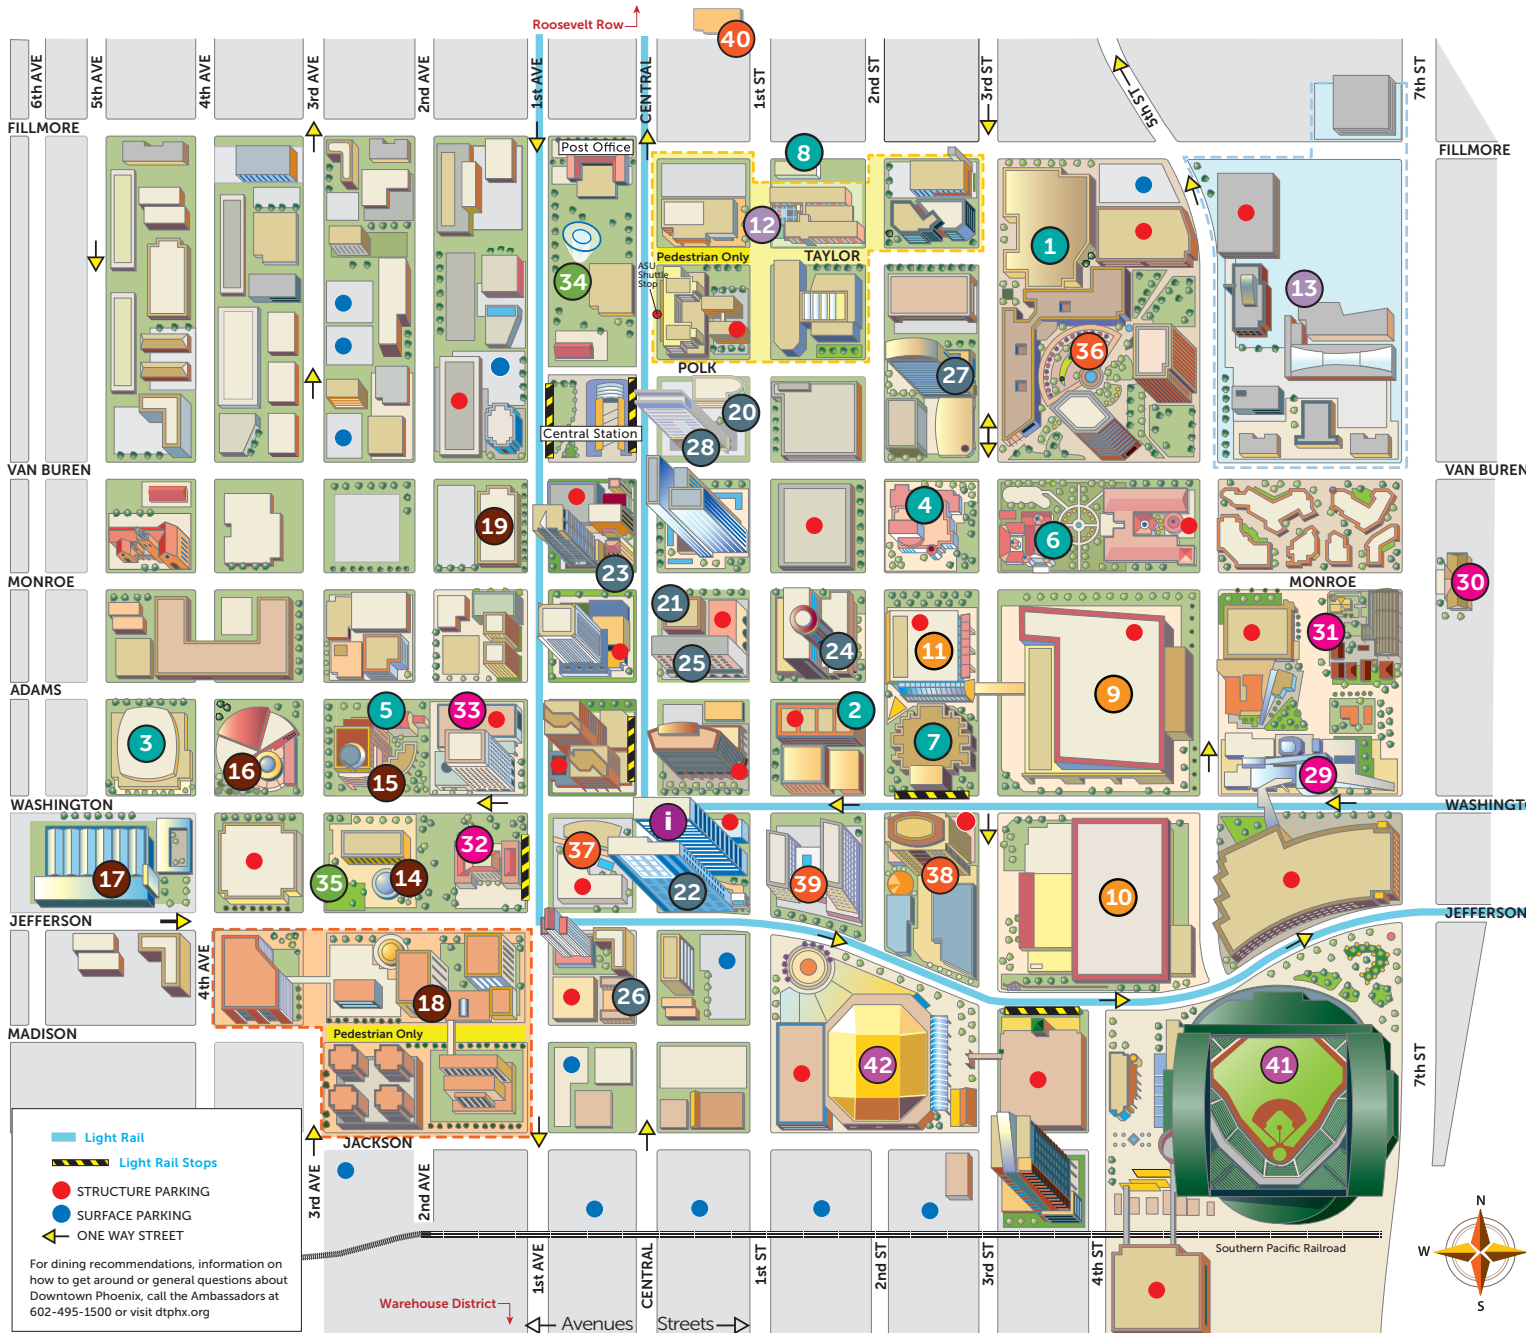 Roosevelt Row
40
6th AVE
5th AVE
4th AVE
3rd AVE
2nd AVE
1st AVE
CENTRAL
1st ST
2nd ST
3rd ST
5th ST
7th ST
FILLMORE
FILLMORE
Post Office
8
12
Pedestrian Only
TAYLOR
1
ASU
Shuttle
Stop
34
13
36
POLK
27
20
Central Station
28
VAN BUREN
VAN BUREN
19
4
6
23
MONROE
MONROE
30
21
11
31
25
24
9
ADAMS
3
5
33
2
7
16
15
29
WASHINGTON
WASHINGTO
i
32
37
17
35
14
22
39
38
10
JEFFERSON
JEFFERSON
4th AVE
18
26
Pedestrian Only
MADISON
42
41
7th ST
JACKSON
Light Rail
Light Rail Stops
STRUCTURE PARKING
SURFACE PARKING
ONE WAY STREET
For dining recommendations, information on
how to get around or general questions about
Downtown Phoenix, call the Ambassadors at
602-495-1500 or visit dtphx.org
3rd AVE
2nd AVE
1st AVE
CENTRAL
1st ST
2nd ST
3rd ST
4th ST
Southern Pacific Railroad
N
W
S
Warehouse District
Avenues
Streets